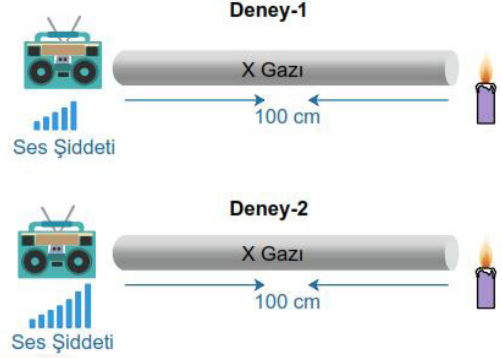 Deney-1
X Gazı
100 cm
Ses Şiddeti
Deney-2
X Gazı
100 cm
Ses Şiddeti